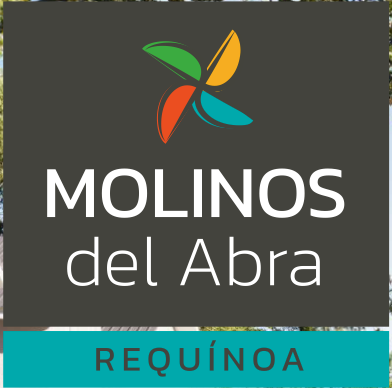 MOLINOS
del Abra
REQUÍNOA